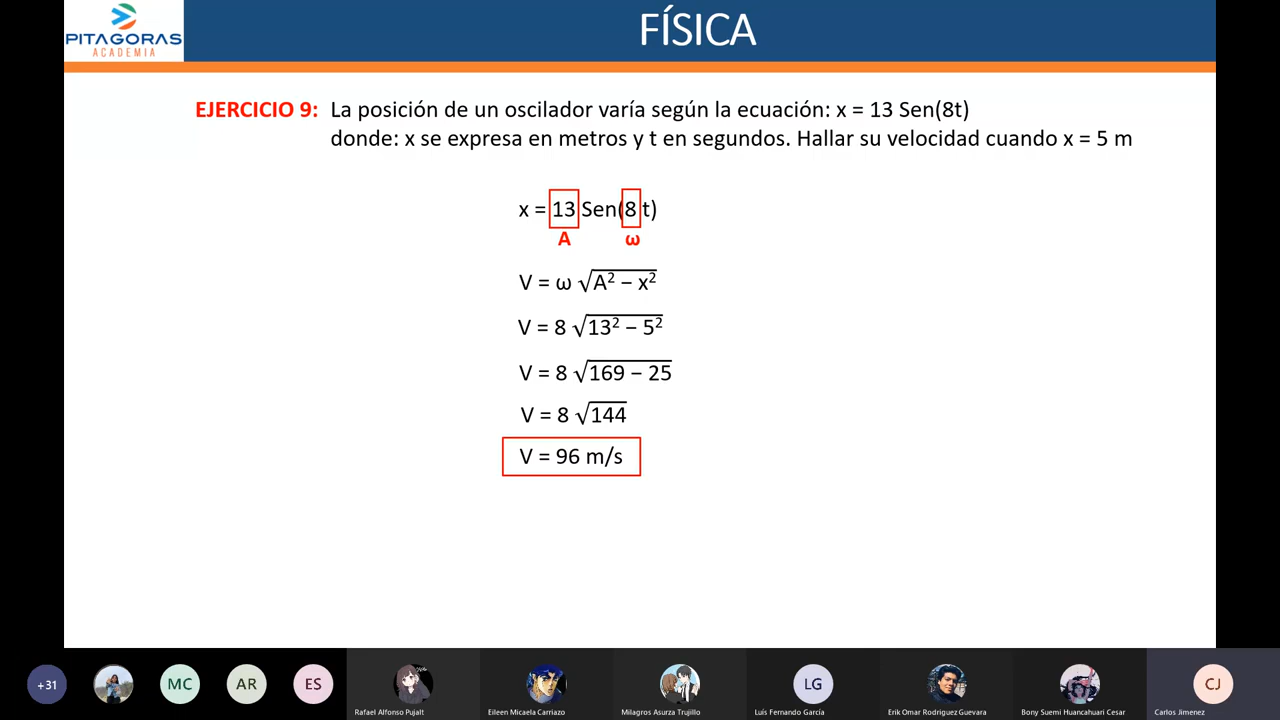 PITAGORAS
ACADEMIA
FÍSICA
EJERCICIO 9: La posición de un oscilador varía según la ecuación: x = 13 Sen(8t)
donde: x se expresa en metros y t en segundos. Hallar su velocidad cuando x = 5 m
x = 13 Sen(8 t)
A ω
V = ω √A² − x²
V = 8 √13² − 5²
V = 8 √169 − 25
V = 8 √144
V = 96 m/s
+31 MC AR ES LG CJ
Rafael Alfonso Pujalt Eileen Micaela Carriazo Milagros Asurza Trujillo Luís Fernando García Erik Omar Rodriguez Guevara Bony Suemi Huancahuari Cesar Carlos Jimenez